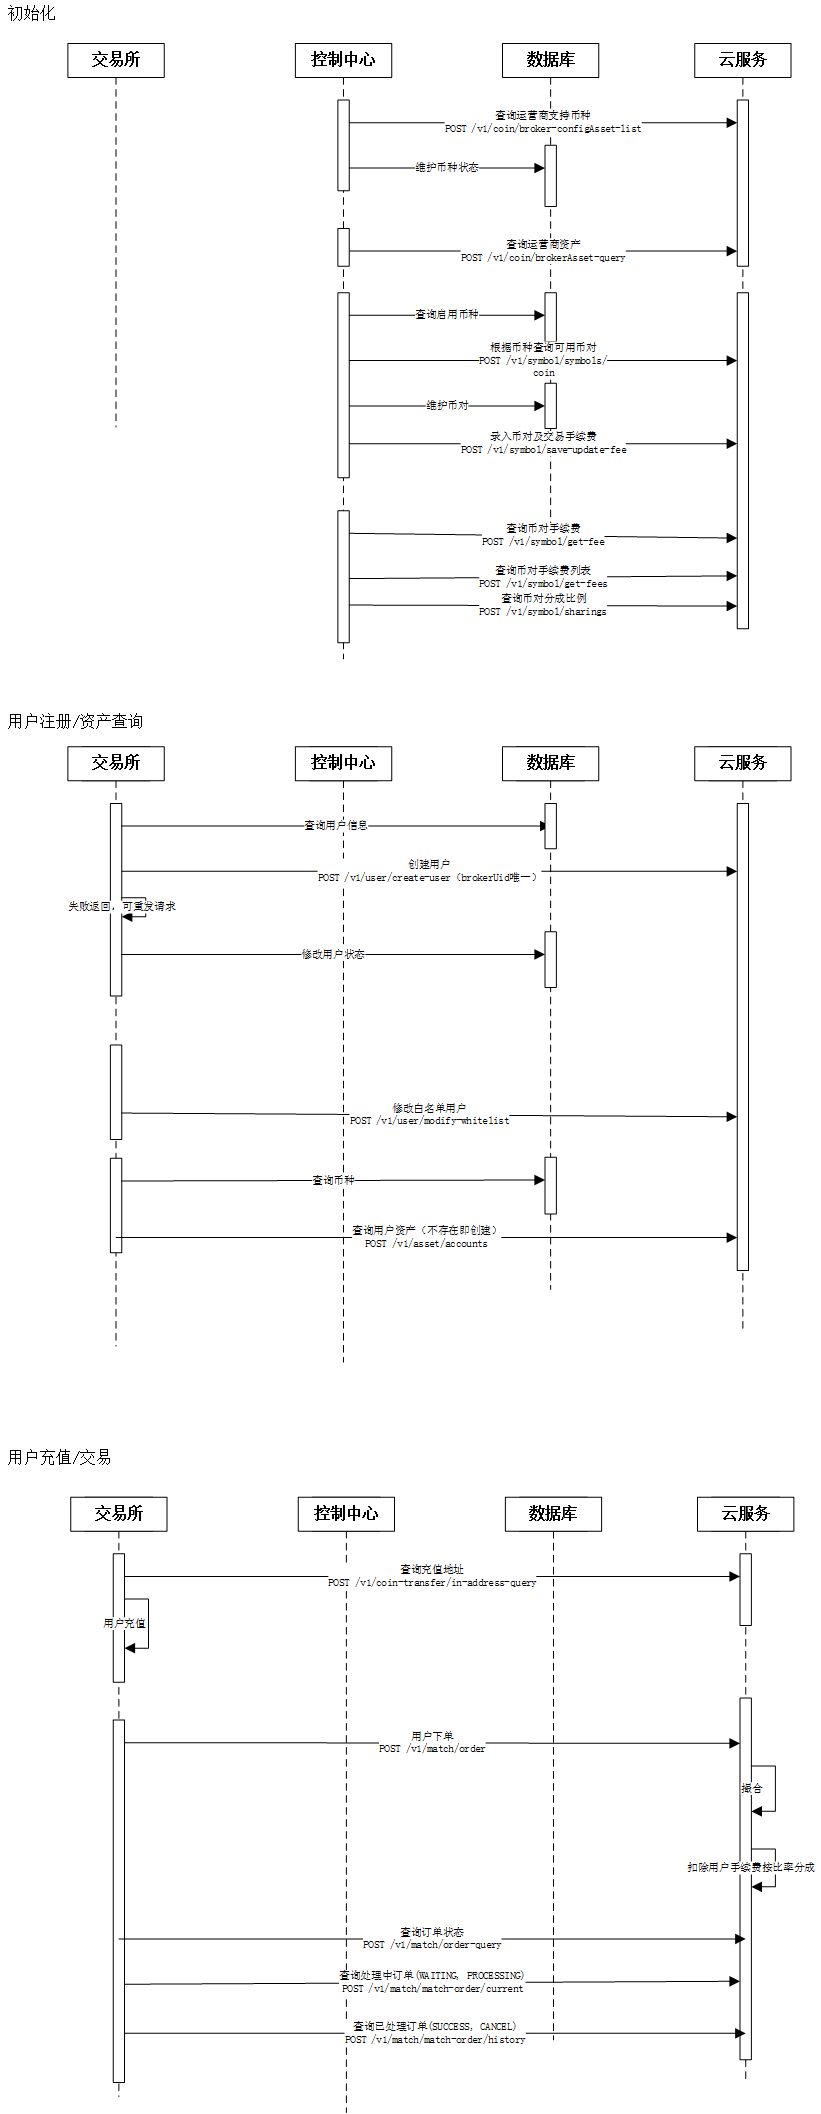 初始化
交易所
控制中心
数据库
云服务
查询运营商支持币种
POST /v1/coin/broker-configAsset-list
维护币种状态
查询运营商资产
POST /v1/coin/brokerAsset-query
查询启用币种
根据币种查询可用币对
POST /v1/symbol/symbols/
coin
维护币对
录入币对及交易手续费
POST /v1/symbol/save-update-fee
查询币对手续费
POST /v1/symbol/get-fee
查询币对手续费列表
POST /v1/symbol/get-fees
查询币对分成比例
POST /v1/symbol/sharings
用户注册/资产查询
交易所
控制中心
数据库
云服务
查询用户信息
创建用户
POST /v1/user/create-user（brokerUid唯一）
失败返回，可重发请求
修改用户状态
修改白名单用户
POST /v1/user/modify-whitelist
查询币种
查询用户资产（不存在即创建）
POST /v1/asset/accounts
用户充值/交易
交易所
控制中心
数据库
云服务
查询充值地址
POST /v1/coin-transfer/in-address-query
用户充值
用户下单
POST /v1/match/order
撮合
扣除用户手续费按比率分成
查询订单状态
POST /v1/match/order-query
查询处理中订单(WAITING, PROCESSING)
POST /v1/match/match-order/current
查询已处理订单(SUCCESS, CANCEL)
POST /v1/match/match-order/history